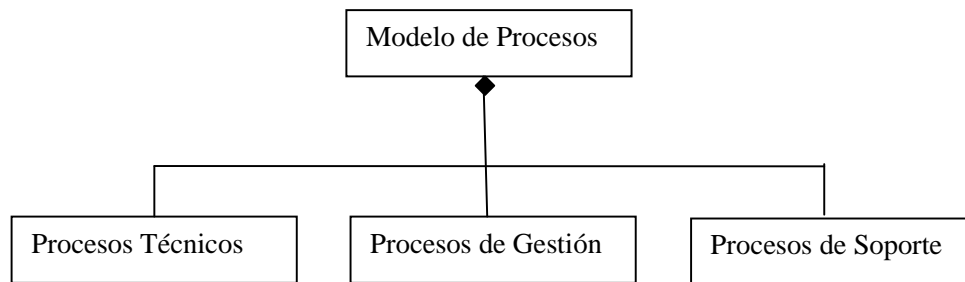 Modelo de Procesos
Procesos Técnicos
Procesos de Gestión
Procesos de Soporte